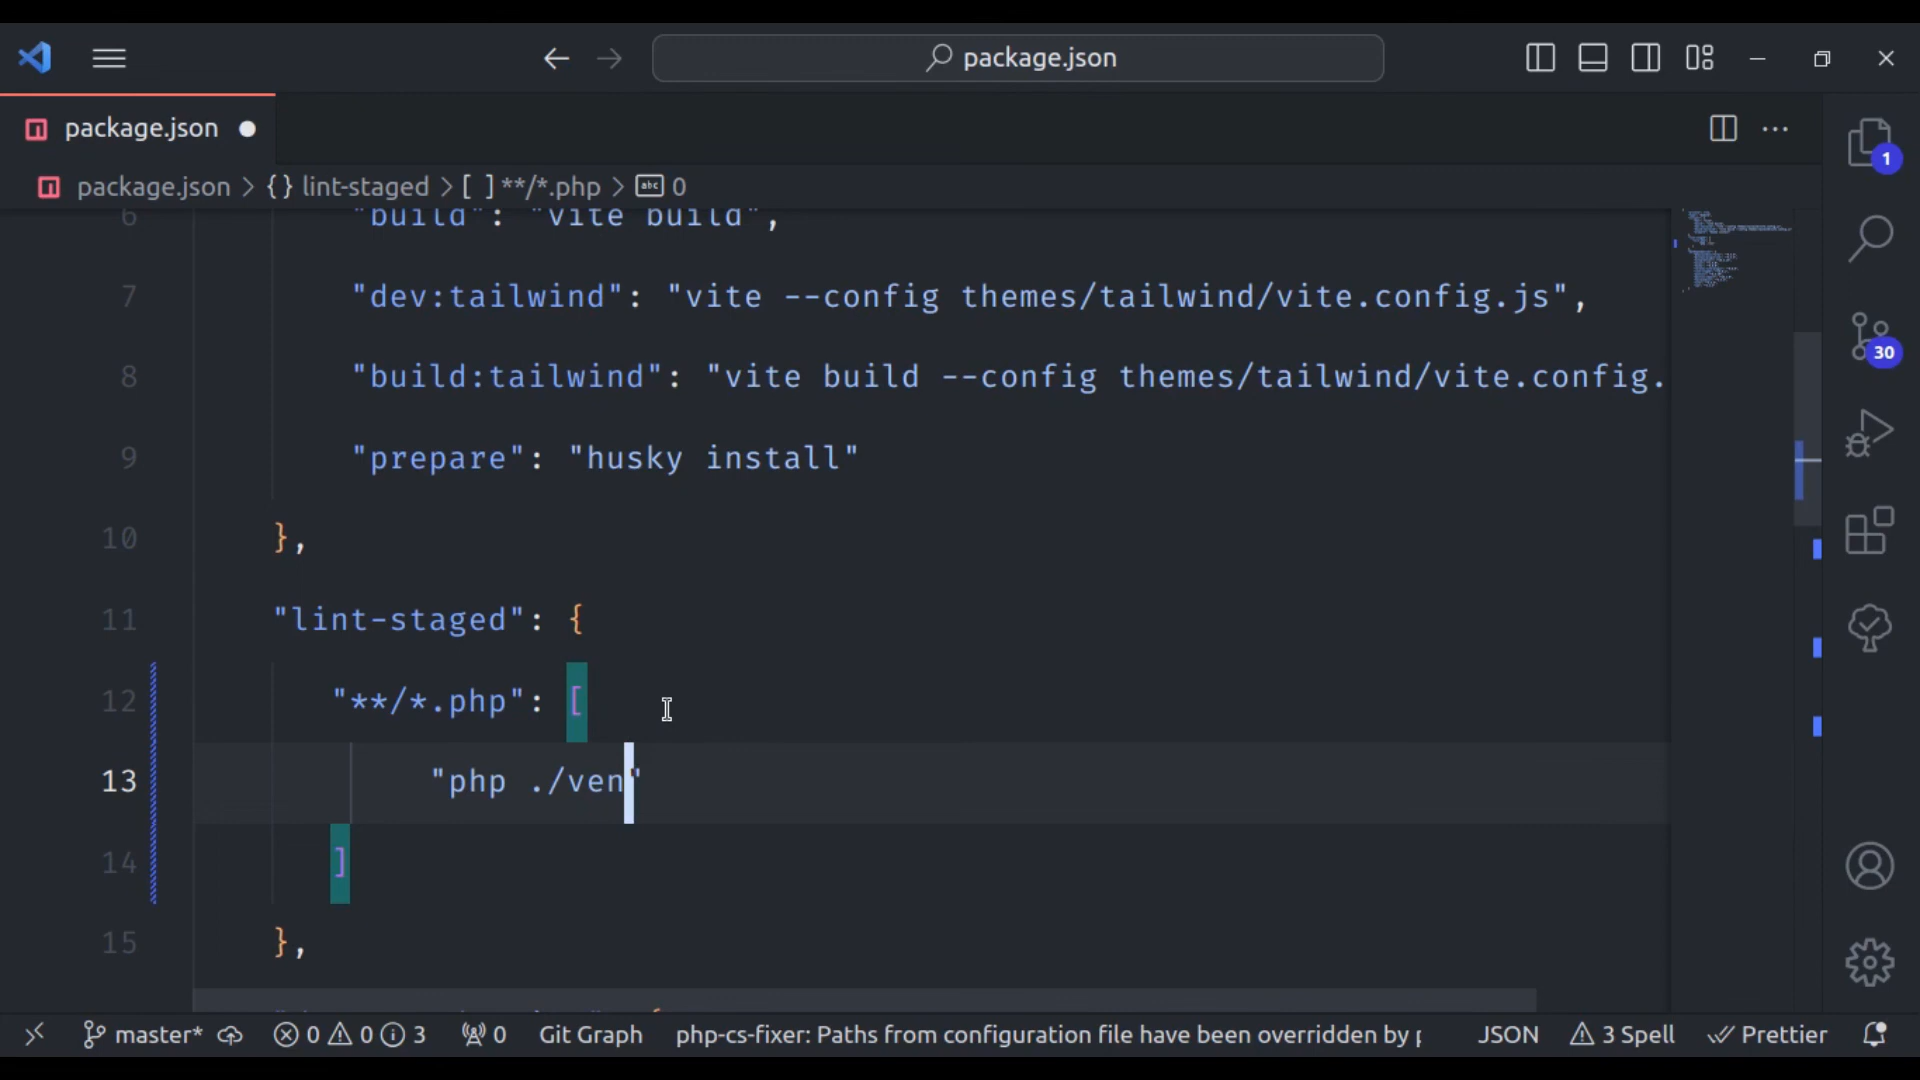 package.json
package.json
package.json > {} lint-staged > [ ] **/*.php > abc 0
6 "build": "vite build",
7 "dev:tailwind": "vite --config themes/tailwind/vite.config.js",
8 "build:tailwind": "vite build --config themes/tailwind/vite.config.
9 "prepare": "husky install"
10 },
11 "lint-staged": {
12 "**/*.php": [
13 "php ./ven"
14 ]
15 },
1
30
master* 0 0 3 0 Git Graph php-cs-fixer: Paths from configuration file have been overridden by JSON 3 Spell Prettier